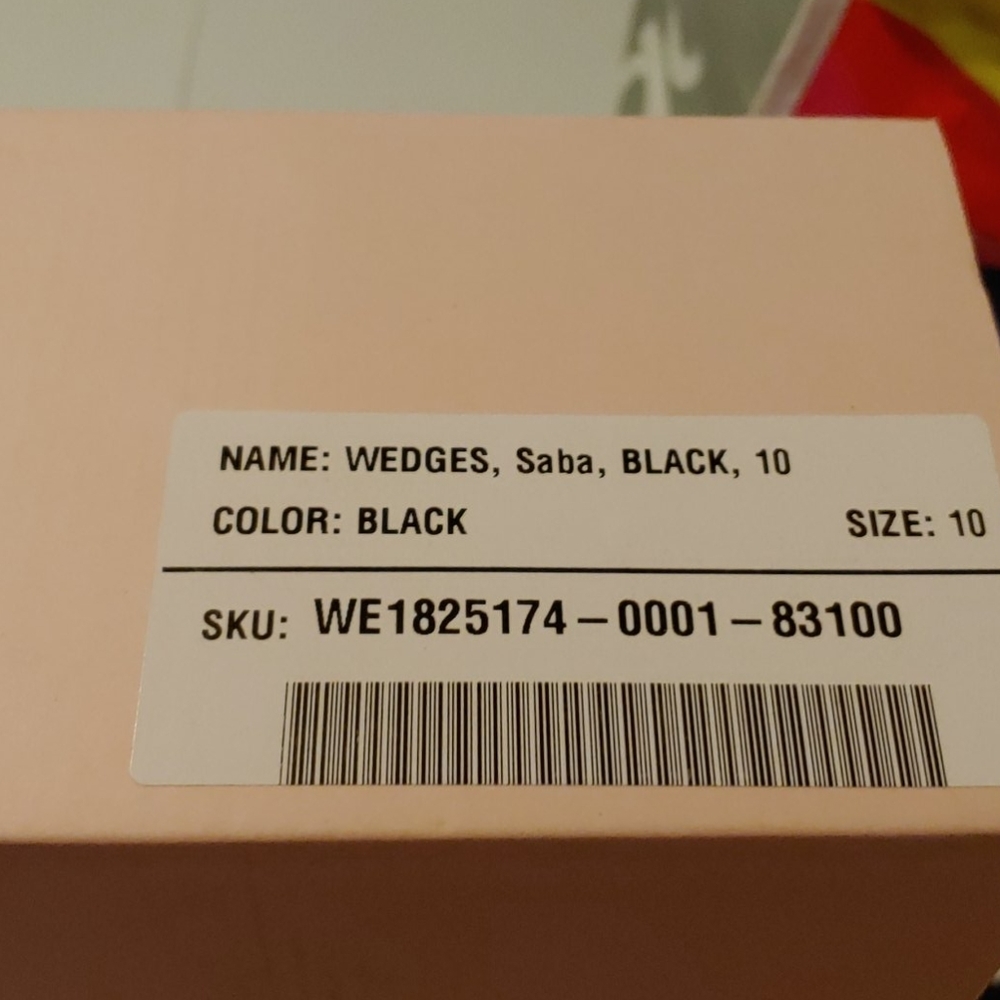 NAME: WEDGES, Saba, BLACK, 10
COLOR: BLACK
SIZE: 10
SKU: WE1825174-0001-83100